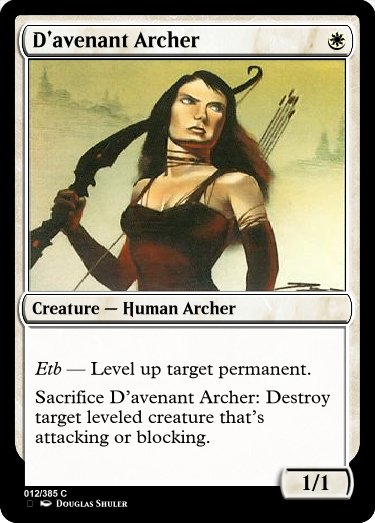 D'avenant Archer
Creature — Human Archer
Etb — Level up target permanent.
Sacrifice D'avenant Archer: Destroy
target leveled creature that's
attacking or blocking.
1/1
012/385 C
Douglas Shuler